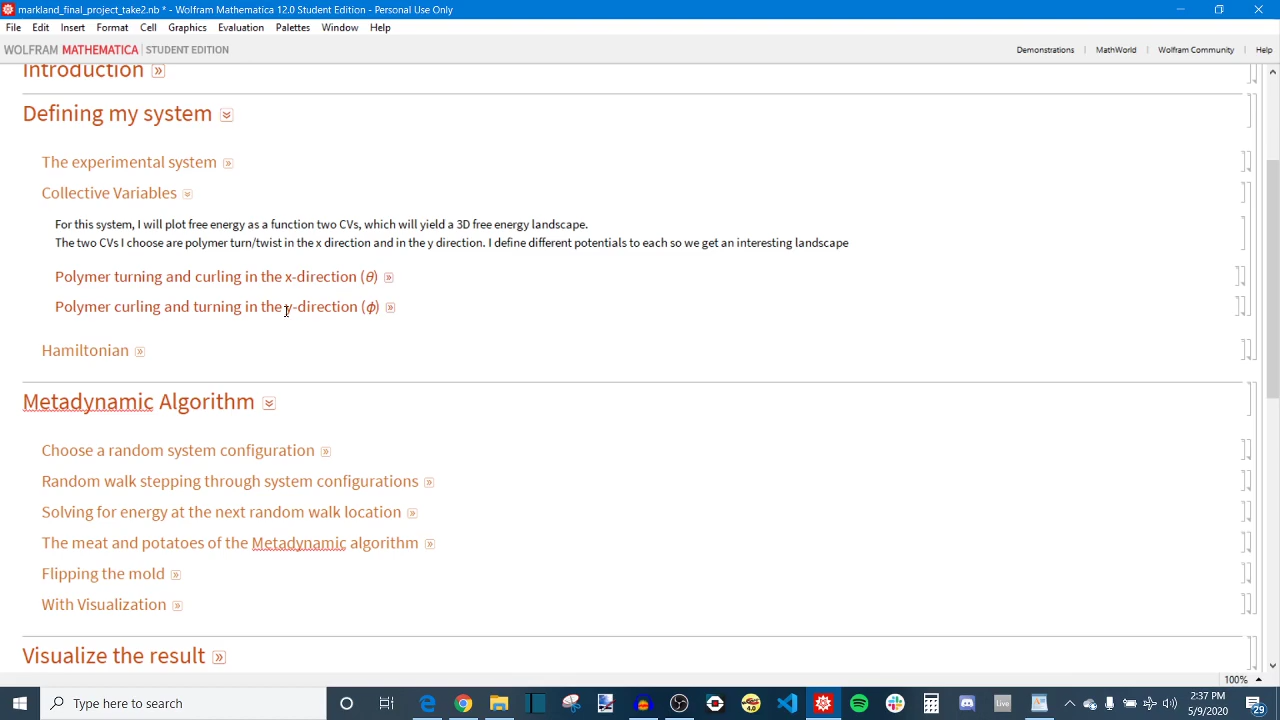 markland_final_project_take2.nb * - Wolfram Mathematica 12.0 Student Edition - Personal Use Only
File Edit Insert Format Cell Graphics Evaluation Palettes Window Help
WOLFRAM MATHEMATICA | STUDENT EDITION
Demonstrations | MathWorld | Wolfram Community | Help
Introduction
Defining my system
The experimental system
Collective Variables
For this system, I will plot free energy as a function two CVs, which will yield a 3D free energy landscape.
The two CVs I choose are polymer turn/twist in the x direction and in the y direction. I define different potentials to each so we get an interesting landscape
Polymer turning and curling in the x-direction (θ)
Polymer curling and turning in the y-direction (ϕ)
Hamiltonian
Metadynamic Algorithm
Choose a random system configuration
Random walk stepping through system configurations
Solving for energy at the next random walk location
The meat and potatoes of the Metadynamic algorithm
Flipping the mold
With Visualization
Visualize the result
100%
Type here to search
Live
2:37 PM
5/9/2020
29